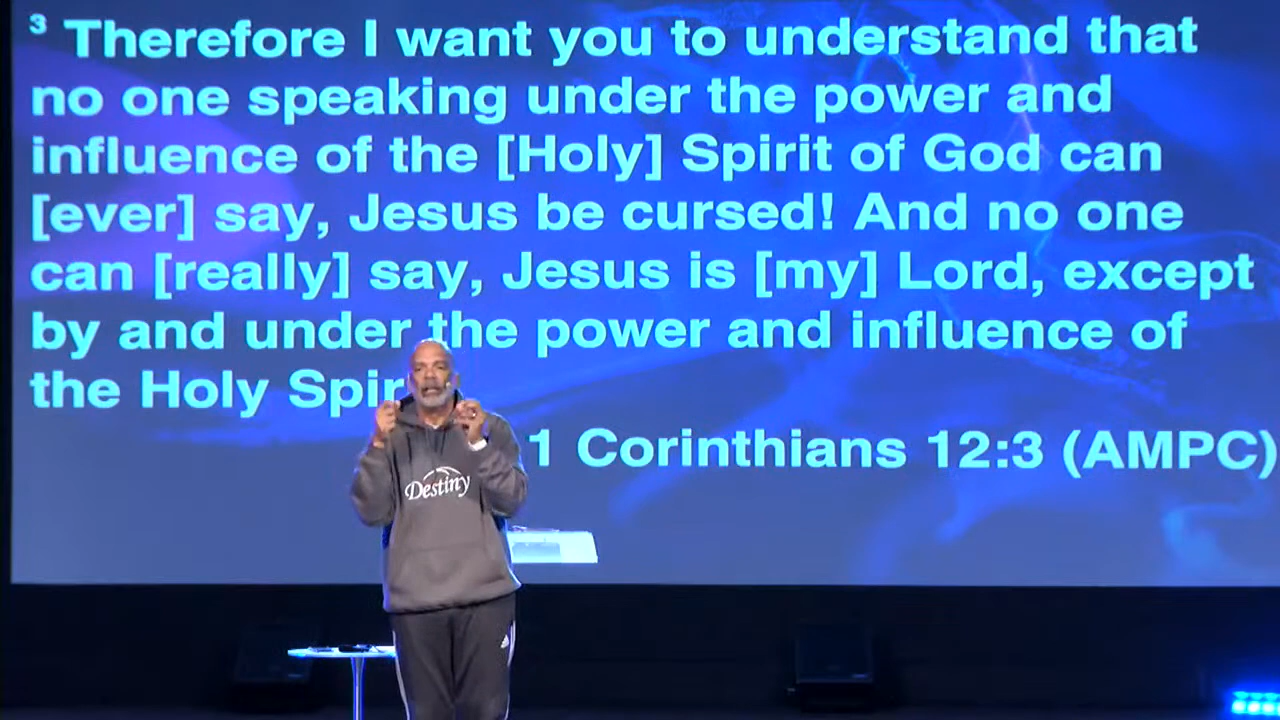 3 Therefore I want you to understand that
no one speaking under the power and
influence of the [Holy] Spirit of God can
[ever] say, Jesus be cursed! And no one
can [really] say, Jesus is [my] Lord, except
by and under the power and influence of
the Holy Spir
1 Corinthians 12:3 (AMPC)
Destiny